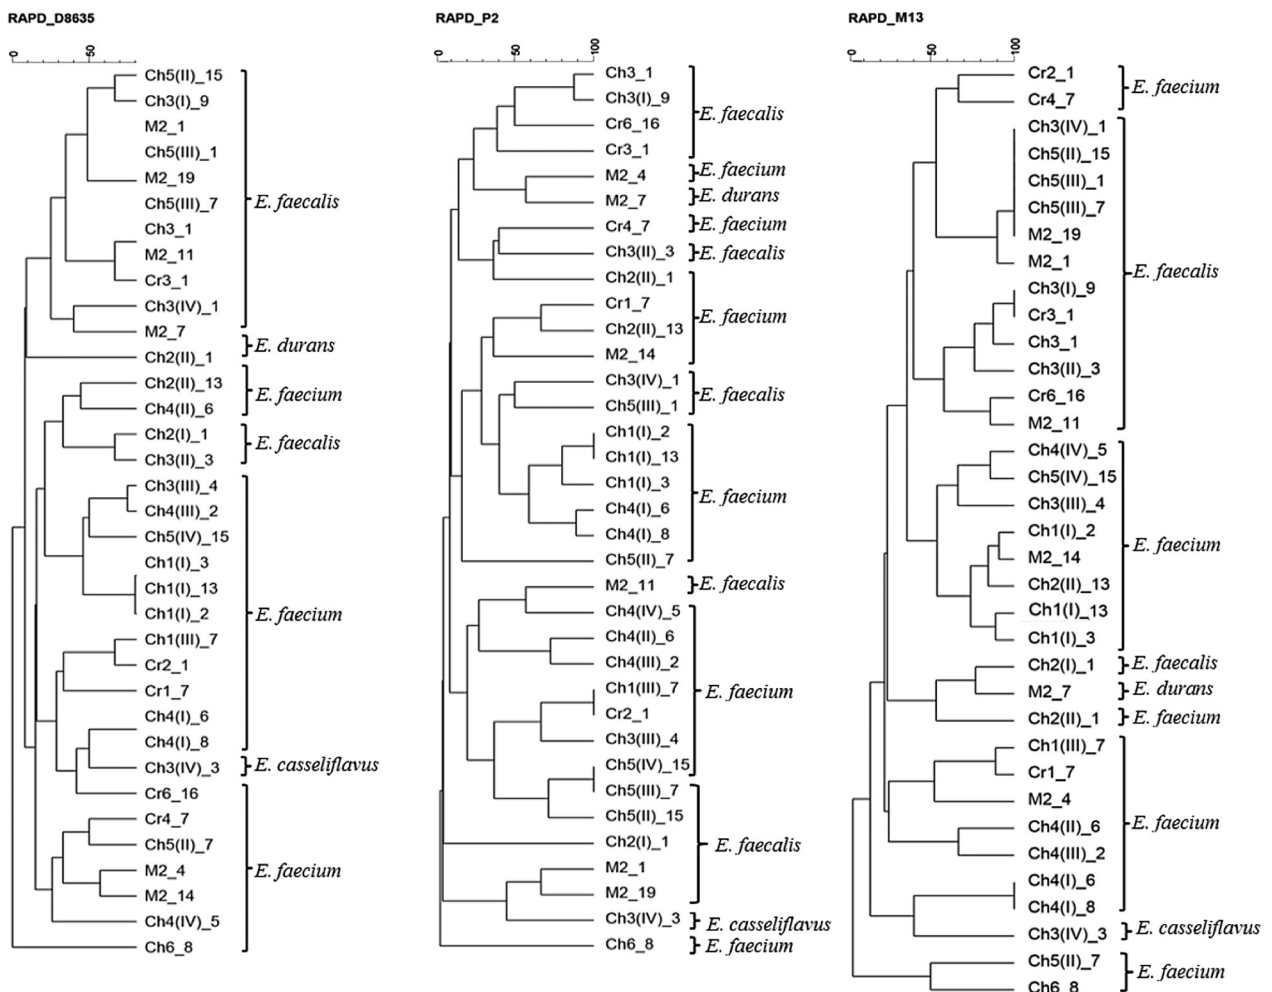 RAPD_D8635
0 50
Ch5(II)_15
Ch3(I)_9
M2_1
Ch5(III)_1
M2_19
Ch5(III)_7
Ch3_1
M2_11
Cr3_1
Ch3(IV)_1
M2_7
Ch2(II)_1
Ch2(II)_13
Ch4(II)_6
Ch2(I)_1
Ch3(II)_3
Ch3(III)_4
Ch4(III)_2
Ch5(IV)_15
Ch1(I)_3
Ch1(I)_13
Ch1(I)_2
Ch1(III)_7
Cr2_1
Cr1_7
Ch4(I)_6
Ch4(I)_8
Ch3(IV)_3
Cr6_16
Cr4_7
Ch5(II)_7
M2_4
M2_14
Ch4(IV)_5
Ch6_8
E. faecalis
E. durans
E. faecium
E. faecalis
E. faecium
E. casseliflavus
E. faecium
RAPD_P2
0 50 100
Ch3_1
Ch3(I)_9
Cr6_16
Cr3_1
M2_4
M2_7
Cr4_7
Ch3(II)_3
Ch2(II)_1
Cr1_7
Ch2(II)_13
M2_14
Ch3(IV)_1
Ch5(III)_1
Ch1(I)_2
Ch1(I)_13
Ch1(I)_3
Ch4(I)_6
Ch4(I)_8
Ch5(II)_7
M2_11
Ch4(IV)_5
Ch4(II)_6
Ch4(III)_2
Ch1(III)_7
Cr2_1
Ch3(III)_4
Ch5(IV)_15
Ch5(III)_7
Ch5(II)_15
Ch2(I)_1
M2_1
M2_19
Ch3(IV)_3
Ch6_8
E. faecalis
E. faecium
E. durans
E. faecium
E. faecalis
E. faecium
E. faecalis
E. faecium
E. faecalis
E. faecium
E. faecalis
E. casseliflavus
E. faecium
RAPD_M13
0 50 100
Cr2_1
Cr4_7
Ch3(IV)_1
Ch5(II)_15
Ch5(III)_1
Ch5(III)_7
M2_19
M2_1
Ch3(I)_9
Cr3_1
Ch3_1
Ch3(II)_3
Cr6_16
M2_11
Ch4(IV)_5
Ch5(IV)_15
Ch3(III)_4
Ch1(I)_2
M2_14
Ch2(II)_13
Ch1(I)_13
Ch1(I)_3
Ch2(I)_1
M2_7
Ch2(II)_1
Ch1(III)_7
Cr1_7
M2_4
Ch4(II)_6
Ch4(III)_2
Ch4(I)_6
Ch4(I)_8
Ch3(IV)_3
Ch5(II)_7
Ch6_8
E. faecium
E. faecalis
E. faecium
E. faecalis
E. durans
E. faecium
E. faecium
E. casseliflavus
E. faecium